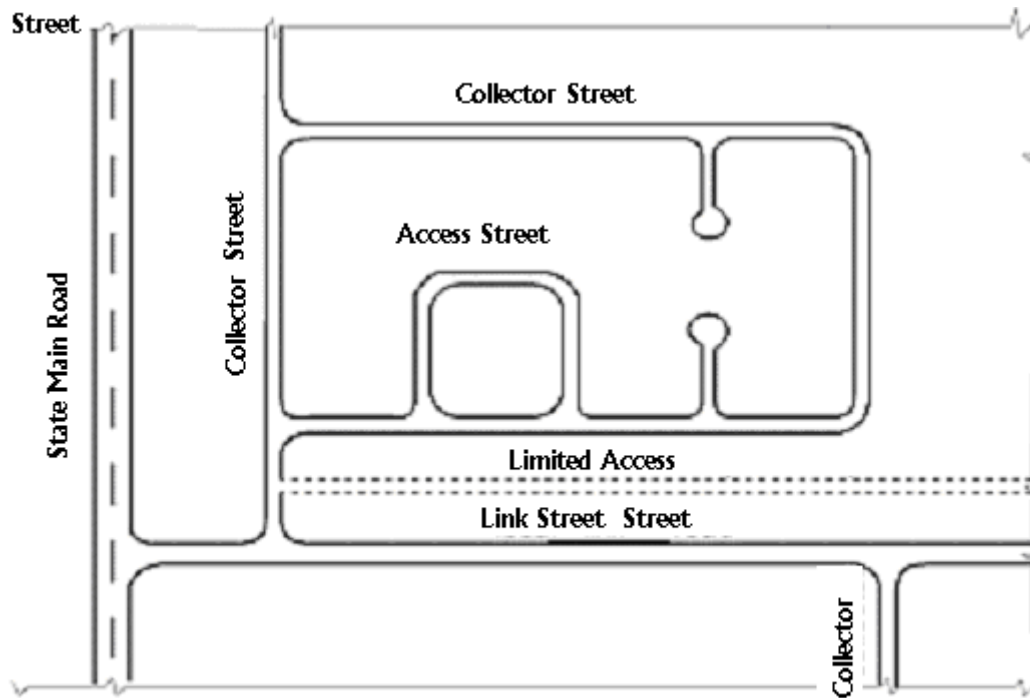 Street
Collector Street
Access Street
Collector Street
State Main Road
Limited Access
Link Street Street
Collector